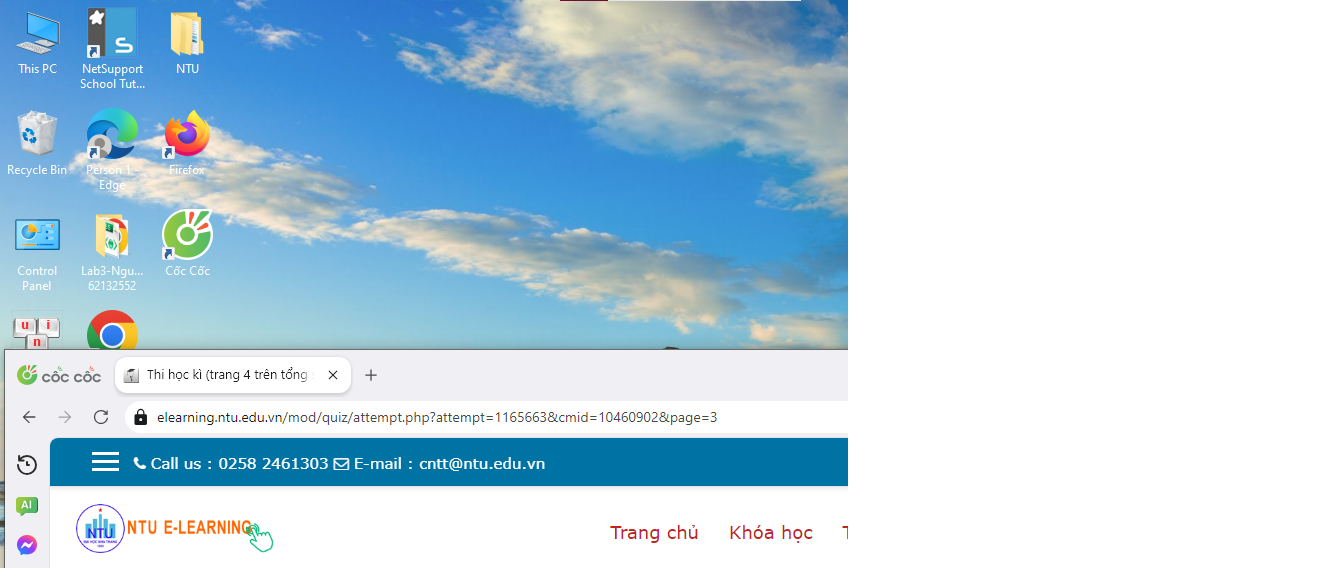 This PC
NetSupport
School Tut...
NTU
Recycle Bin
Person 1 -
Edge
Firefox
Control
Panel
Lab3-Ngu...
62132552
Cốc Cốc
u i
n
cốc cốc
Thi học kì (trang 4 trên tổng
elearning.ntu.edu.vn/mod/quiz/attempt.php?attempt=1165663&cmid=10460902&page=3
Call us : 0258 2461303 E-mail : cntt@ntu.edu.vn
AI
NTU
NTU E-LEARNING
Trang chủ Khóa học